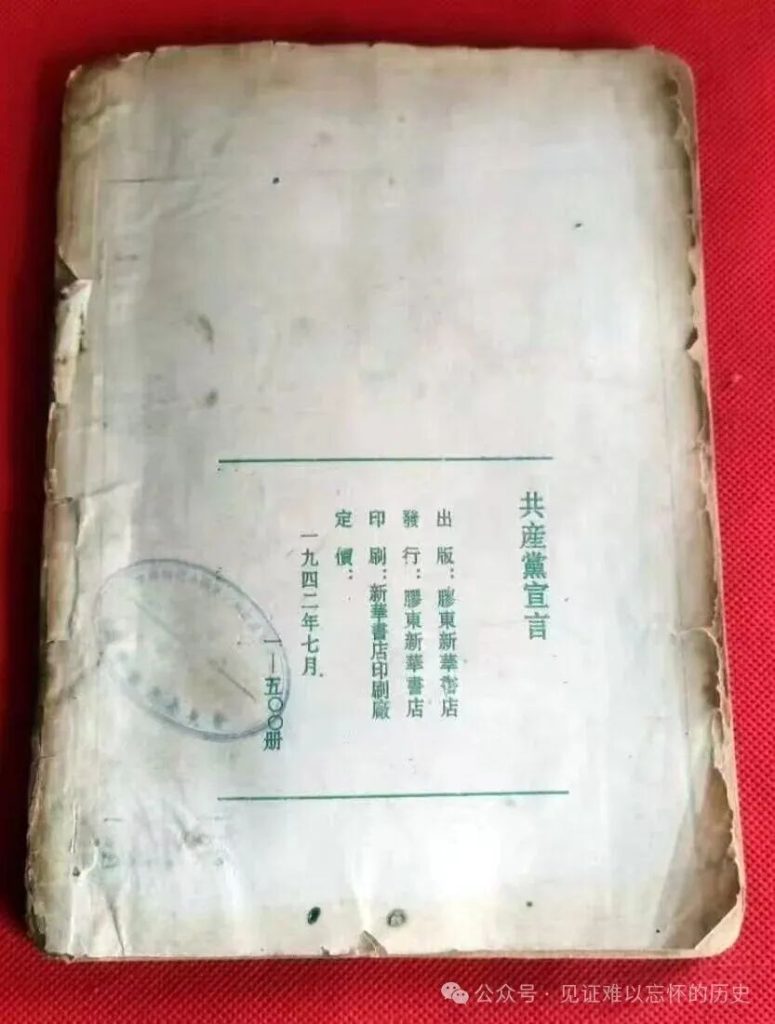 共産黨宣言
出版：膠東新華書店
發行：膠東新華書店
印刷：新華書店印刷廠
定價：
一九四二年七月
一—五〇〇册
公众号·见证难以忘怀的历史